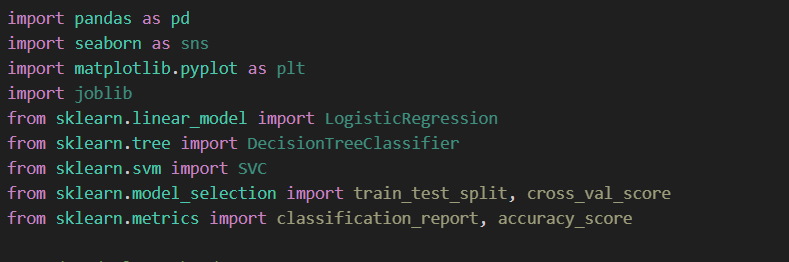 import pandas as pd
import seaborn as sns
import matplotlib.pyplot as plt
import joblib
from sklearn.linear_model import LogisticRegression
from sklearn.tree import DecisionTreeClassifier
from sklearn.svm import SVC
from sklearn.model_selection import train_test_split, cross_val_score
from sklearn.metrics import classification_report, accuracy_score